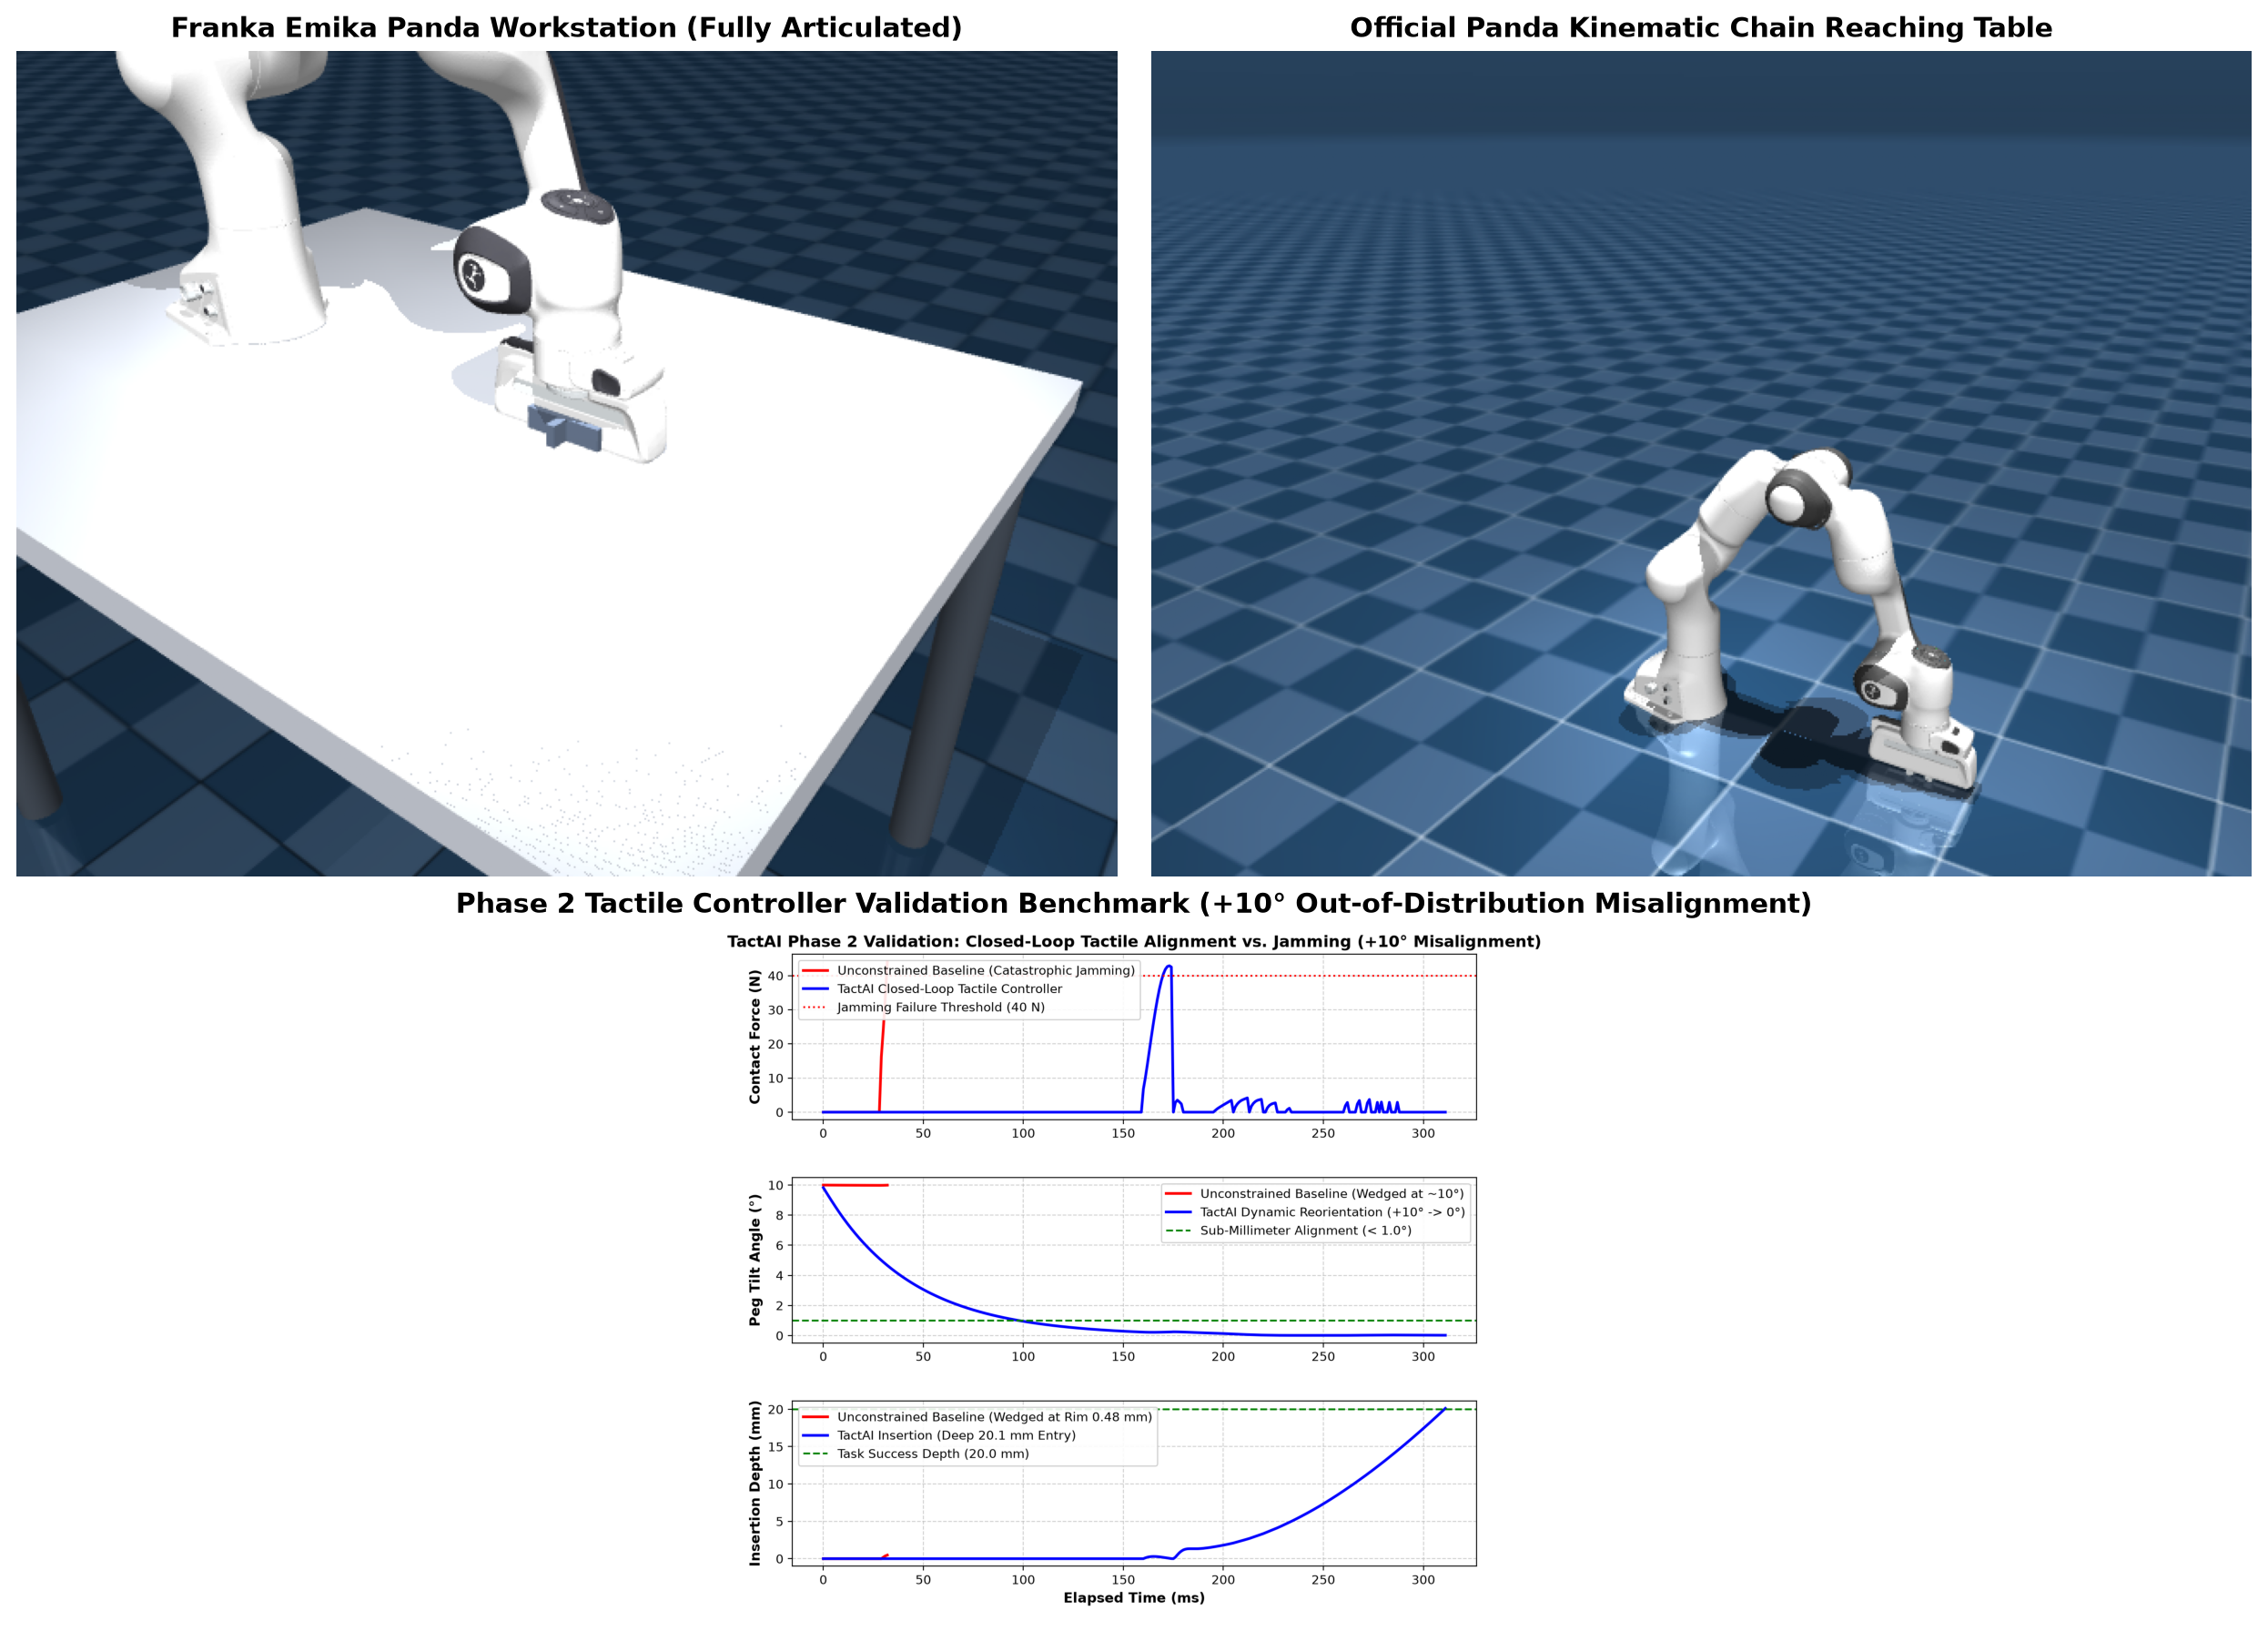 Franka Emika Panda Workstation (Fully Articulated)
Official Panda Kinematic Chain Reaching Table
Phase 2 Tactile Controller Validation Benchmark (+10° Out-of-Distribution Misalignment)
TactAI Phase 2 Validation: Closed-Loop Tactile Alignment vs. Jamming (+10° Misalignment)
Contact Force (N)
40
30
20
10
0
Unconstrained Baseline (Catastrophic Jamming)
TactAI Closed-Loop Tactile Controller
Jamming Failure Threshold (40 N)
0 50 100 150 200 250 300
Peg Tilt Angle (°)
10
8
6
4
2
0
Unconstrained Baseline (Wedged at ~10°)
TactAI Dynamic Reorientation (+10° -> 0°)
Sub-Millimeter Alignment (< 1.0°)
0 50 100 150 200 250 300
Insertion Depth (mm)
20
15
10
5
0
Unconstrained Baseline (Wedged at Rim 0.48 mm)
TactAI Insertion (Deep 20.1 mm Entry)
Task Success Depth (20.0 mm)
0 50 100 150 200 250 300
Elapsed Time (ms)